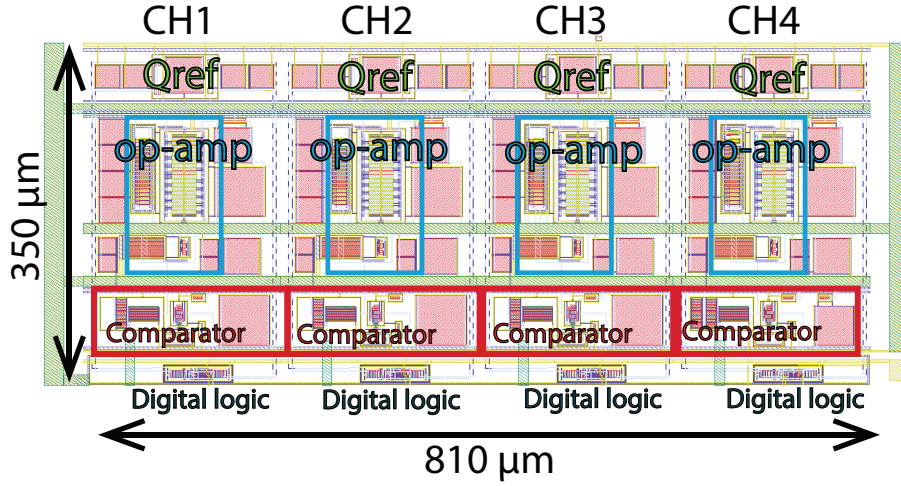 CH1 CH2 CH3 CH4
Qref Qref Qref Qref
op-amp op-amp op-amp op-amp
350 µm
Comparator Comparator Comparator Comparator
Digital logic Digital logic Digital logic Digital logic
810 µm